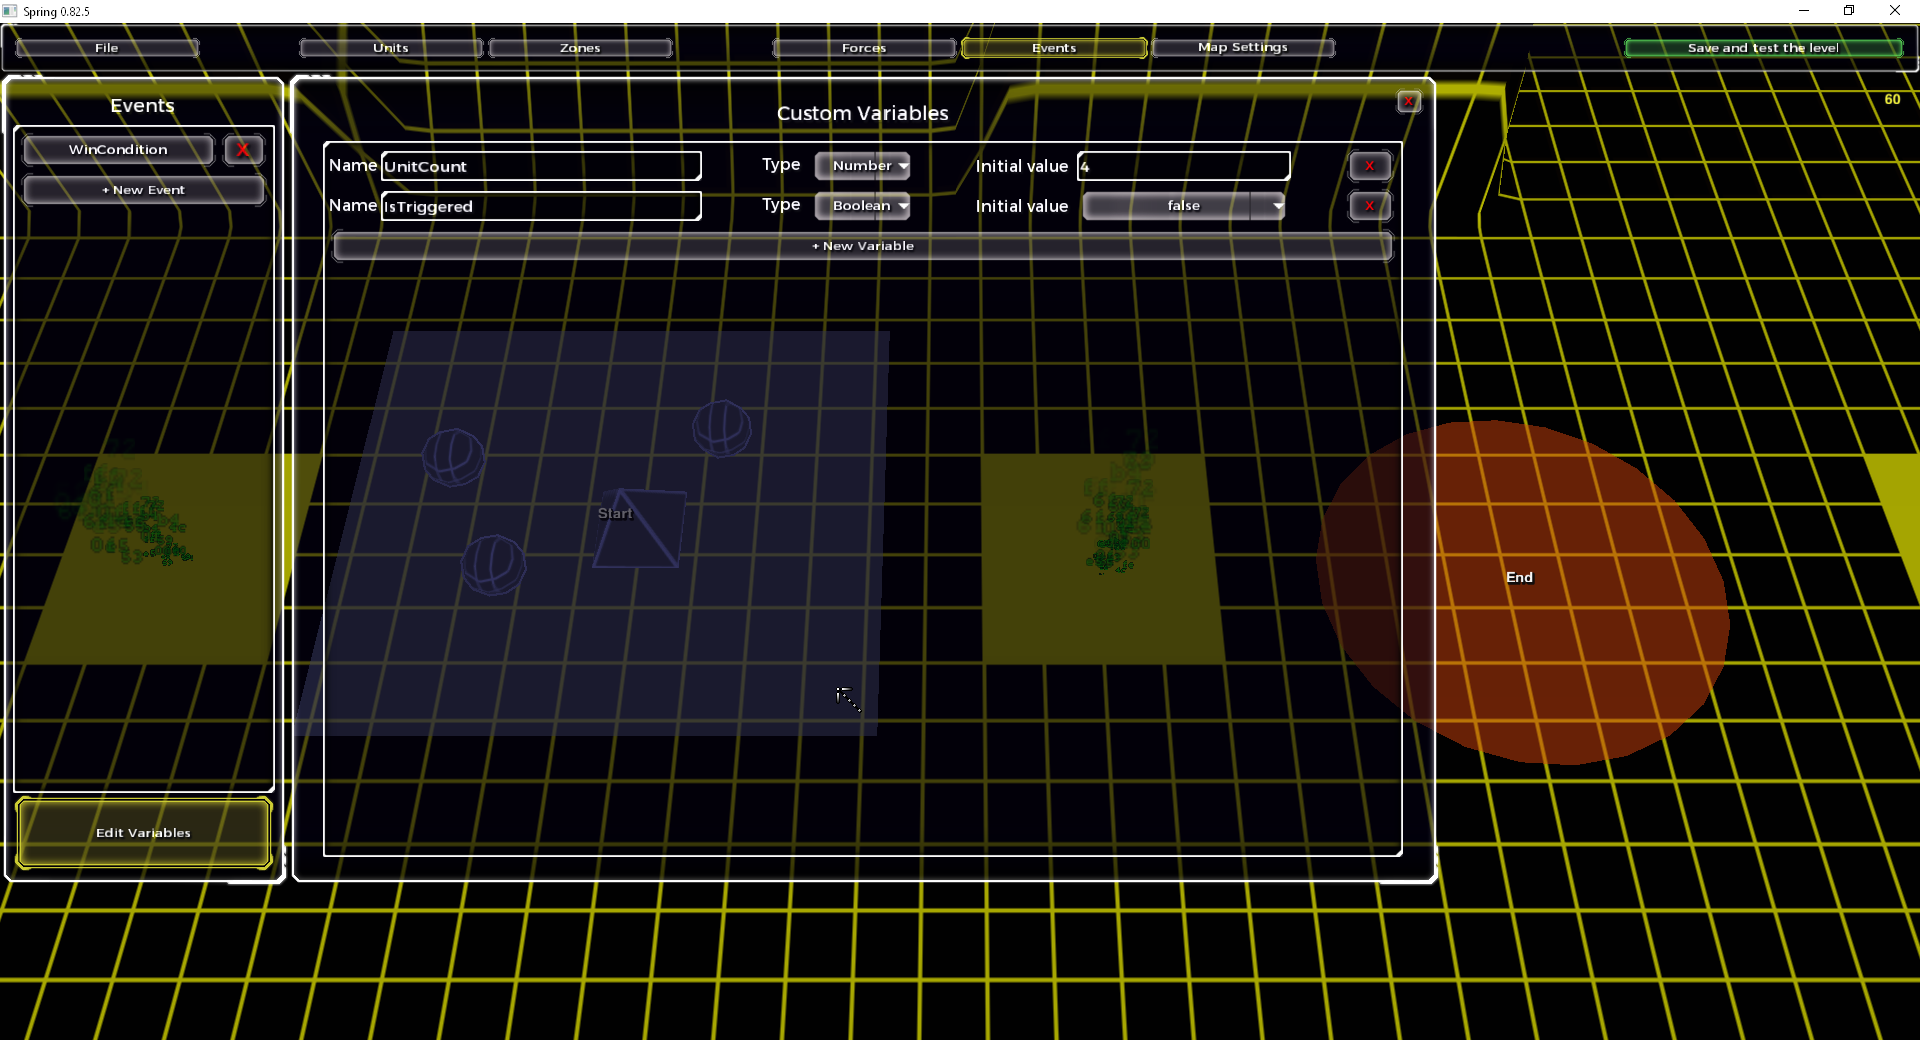 Spring 0.82.5
File Units Zones Forces Events Map Settings Save and test the level
60
Events
WinCondition X
+ New Event
Edit Variables
Custom Variables
x
Name UnitCount Type Number Initial value 4 x
Name IsTriggered Type Boolean Initial value false x
+ New Variable
Start
End